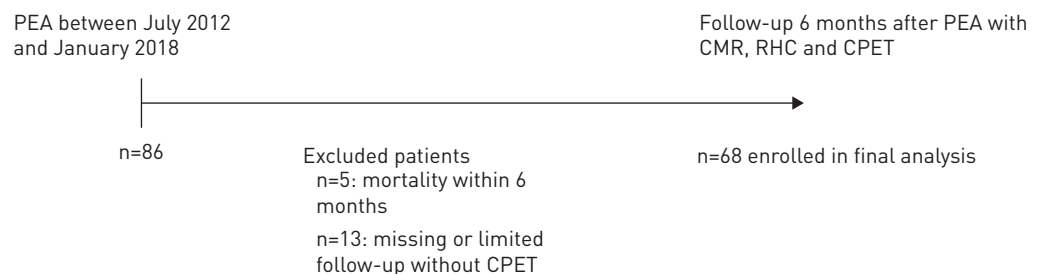 PEA between July 2012
and January 2018
Follow-up 6 months after PEA with
CMR, RHC and CPET
n=86
Excluded patients
n=5: mortality within 6
months
n=13: missing or limited
follow-up without CPET
n=68 enrolled in final analysis